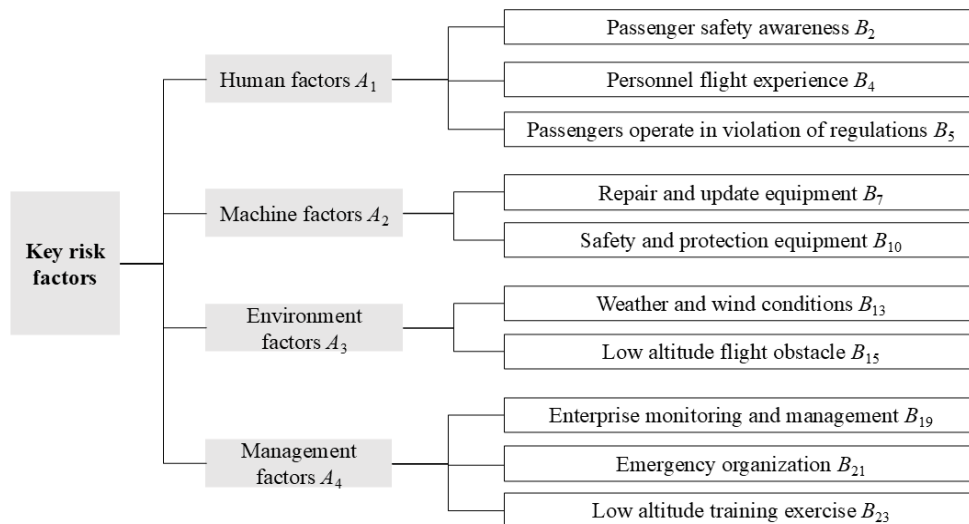 Key risk
factors
Human factors A₁
Passenger safety awareness B₂
Personnel flight experience B₄
Passengers operate in violation of regulations B₅
Machine factors A₂
Repair and update equipment B₇
Safety and protection equipment B₁₀
Environment
factors A₃
Weather and wind conditions B₁₃
Low altitude flight obstacle B₁₅
Management
factors A₄
Enterprise monitoring and management B₁₉
Emergency organization B₂₁
Low altitude training exercise B₂₃